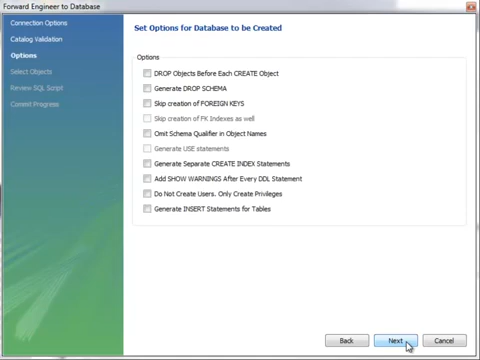 Forward Engineer to Database
Connection Options
Catalog Validation
Options
Select Objects
Review SQL Script
Commit Progress
Set Options for Database to be Created
Options
DROP Objects Before Each CREATE Object
Generate DROP SCHEMA
Skip creation of FOREIGN KEYS
Skip creation of FK Indexes as well
Omit Schema Qualifier in Object Names
Generate USE statements
Generate Separate CREATE INDEX Statements
Add SHOW WARNINGS After Every DDL Statement
Do Not Create Users. Only Create Privileges
Generate INSERT Statements for Tables
Back
Next
Cancel